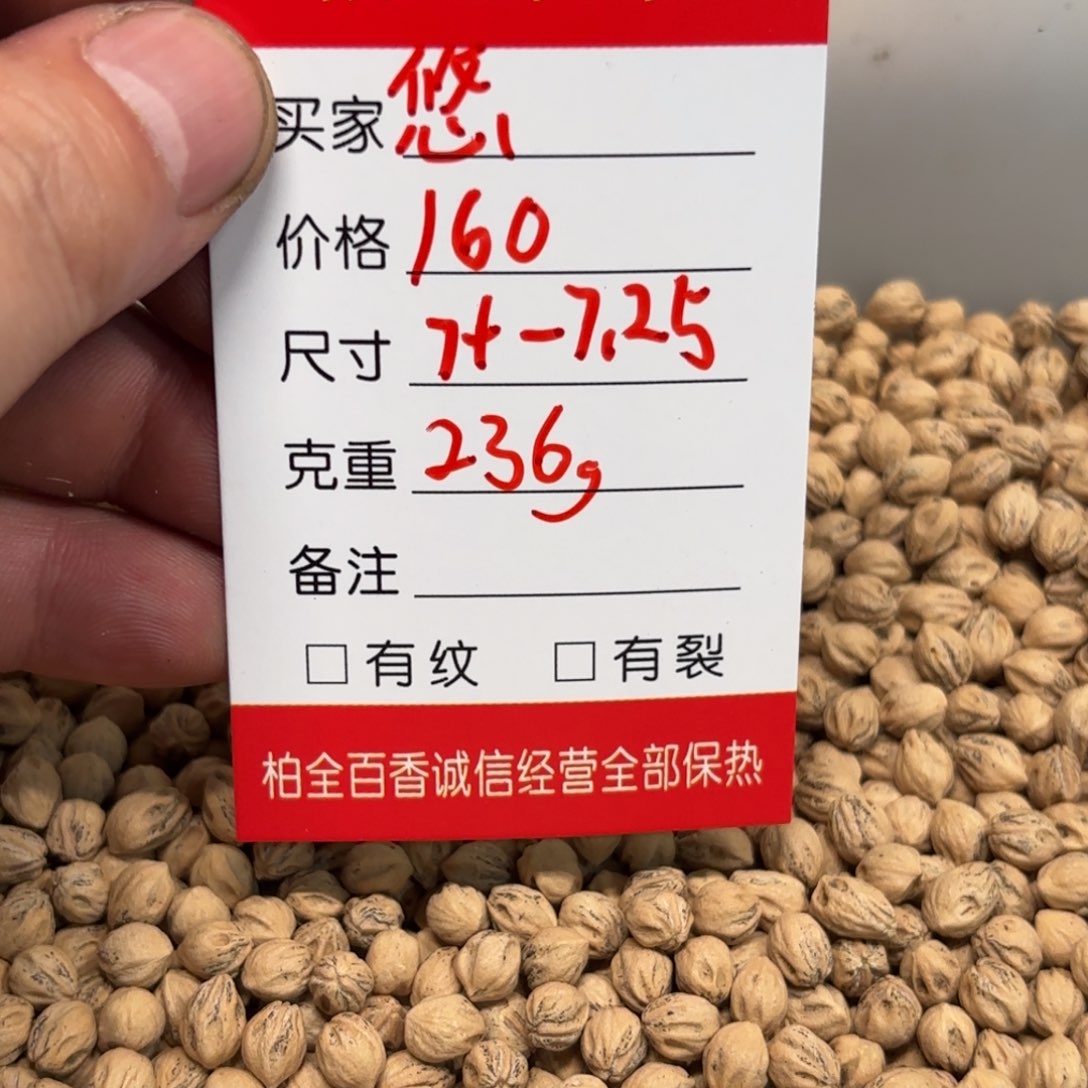 买家 悠
价格 160
尺寸 7+-7.25
克重 236g
备注
□ 有纹 □ 有裂
柏全百香诚信经营全部保热